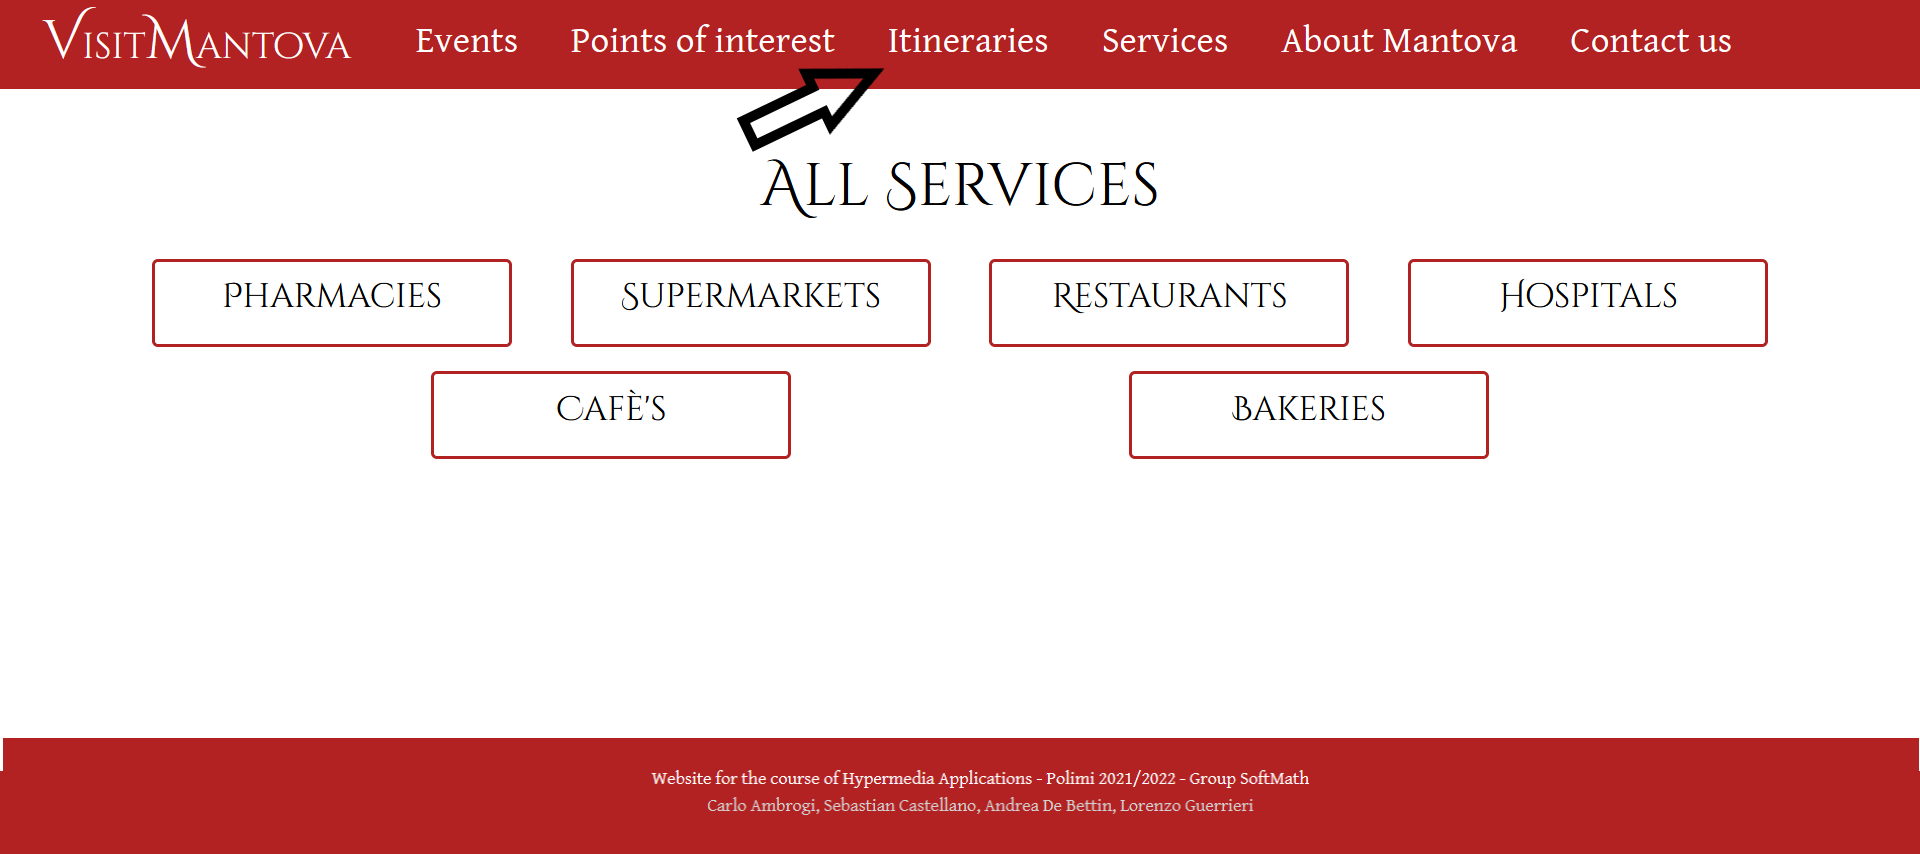 VisitMantova Events Points of interest Itineraries Services About Mantova Contact us
All Services
Pharmacies Supermarkets Restaurants Hospitals
Cafè's Bakeries
Website for the course of Hypermedia Applications - Polimi 2021/2022 - Group SoftMath
Carlo Ambrogi, Sebastian Castellano, Andrea De Bettin, Lorenzo Guerrieri